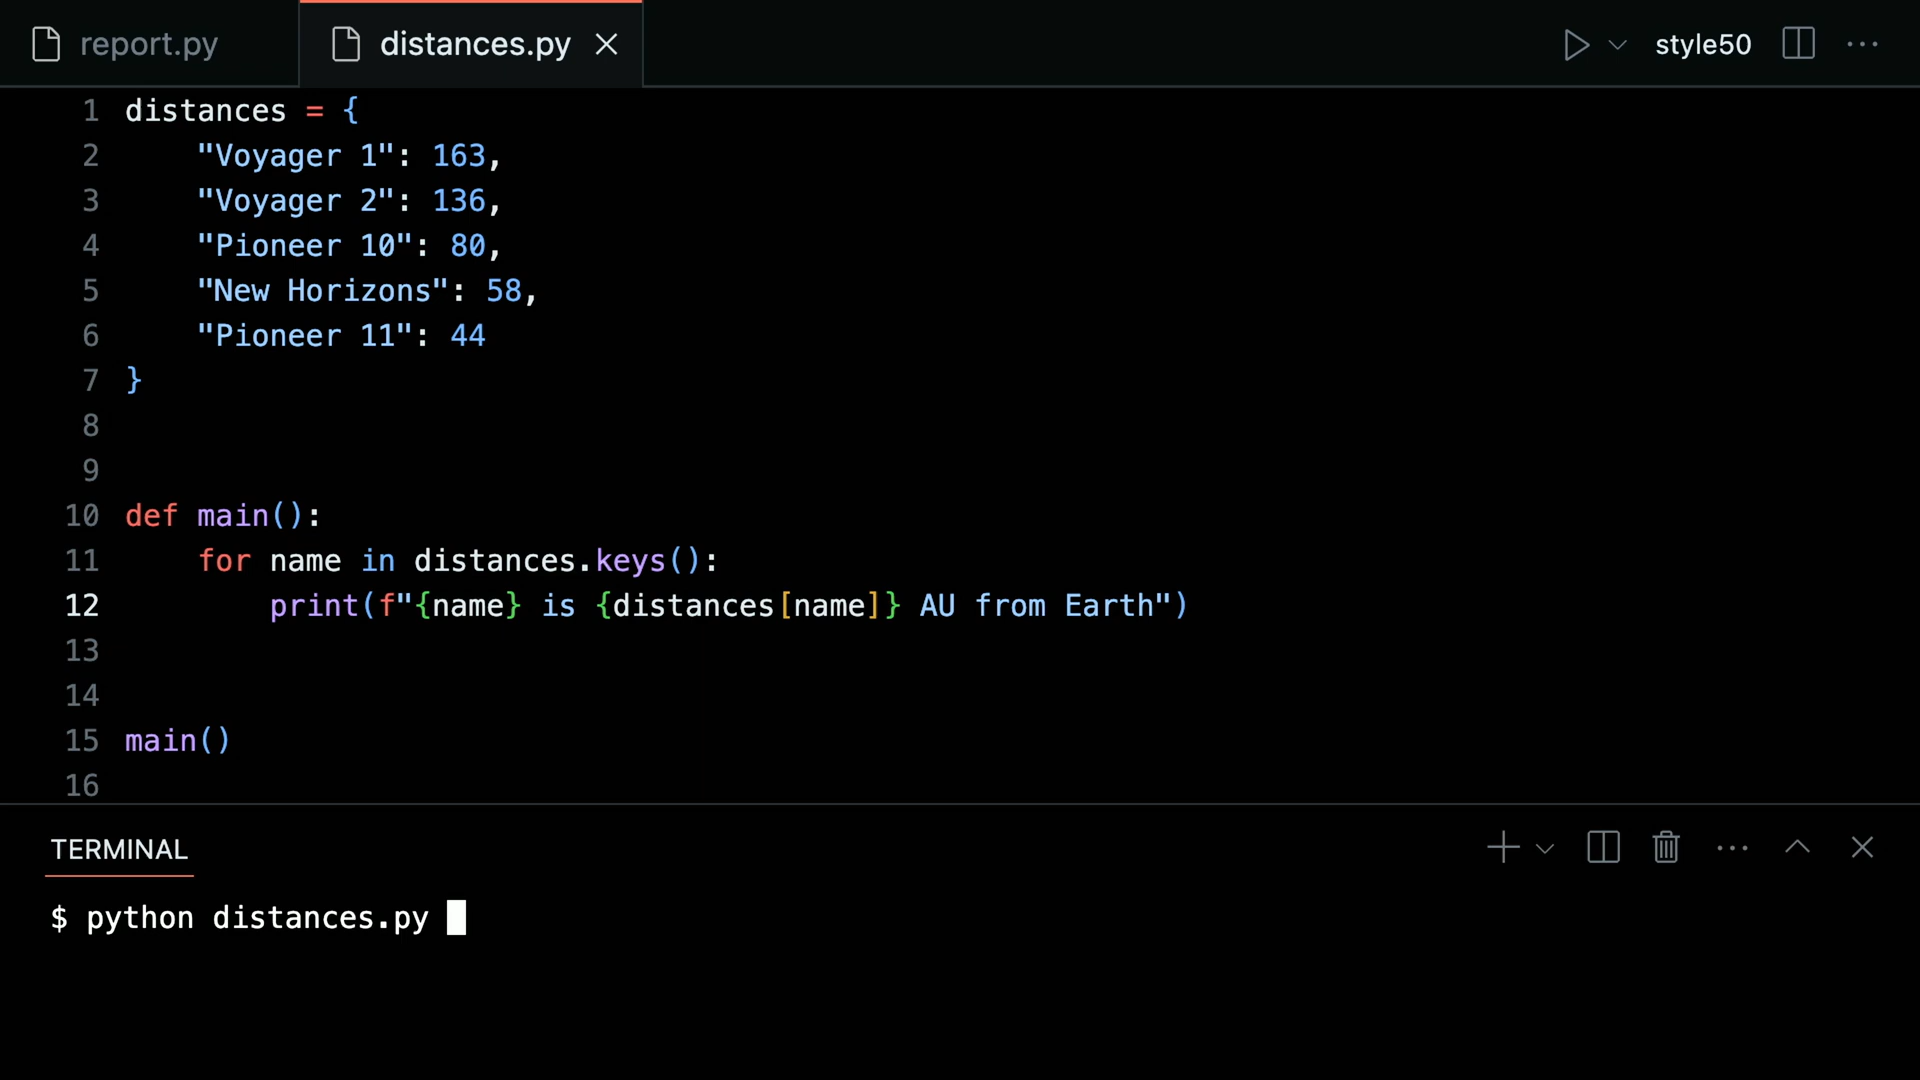 report.py
distances.py
style50
1 distances = {
2     "Voyager 1": 163,
3     "Voyager 2": 136,
4     "Pioneer 10": 80,
5     "New Horizons": 58,
6     "Pioneer 11": 44
7 }
8
9
10 def main():
11     for name in distances.keys():
12         print(f"{name} is {distances[name]} AU from Earth")
13
14
15 main()
16
TERMINAL
$ python distances.py